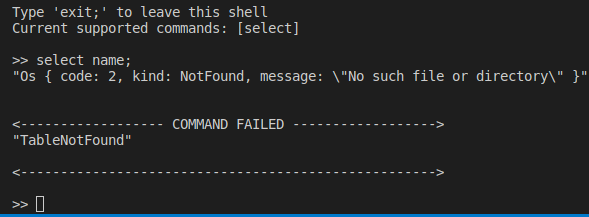 Type 'exit;' to leave this shell
Current supported commands: [select]
>> select name;
"Os { code: 2, kind: NotFound, message: \"No such file or directory\" }"
<------------------ COMMAND FAILED ------------------>
"TableNotFound"
<---------------------------------------------------->
>>